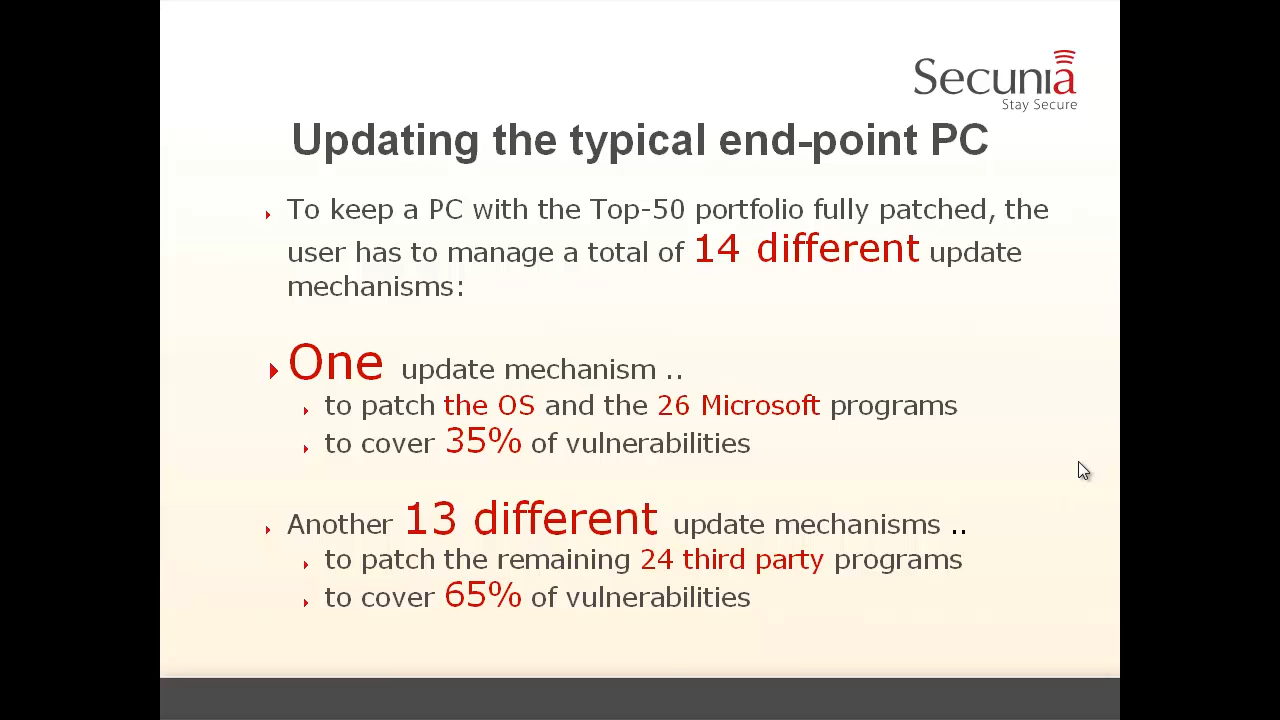 Secunia
Stay Secure
Updating the typical end-point PC
To keep a PC with the Top-50 portfolio fully patched, the
user has to manage a total of 14 different update
mechanisms:
One update mechanism ..
to patch the OS and the 26 Microsoft programs
to cover 35% of vulnerabilities
Another 13 different update mechanisms ..
to patch the remaining 24 third party programs
to cover 65% of vulnerabilities